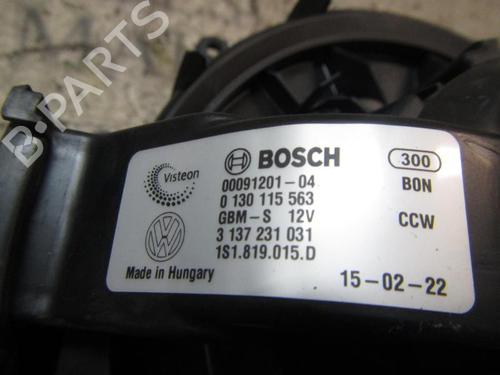 B-PARTS
Visteon
BOSCH
300
00091201-04
BON
0 130 115 563
GBM-S 12V
CCW
3 137 231 031
1S1.819.015.D
Made in Hungary
15-02-22